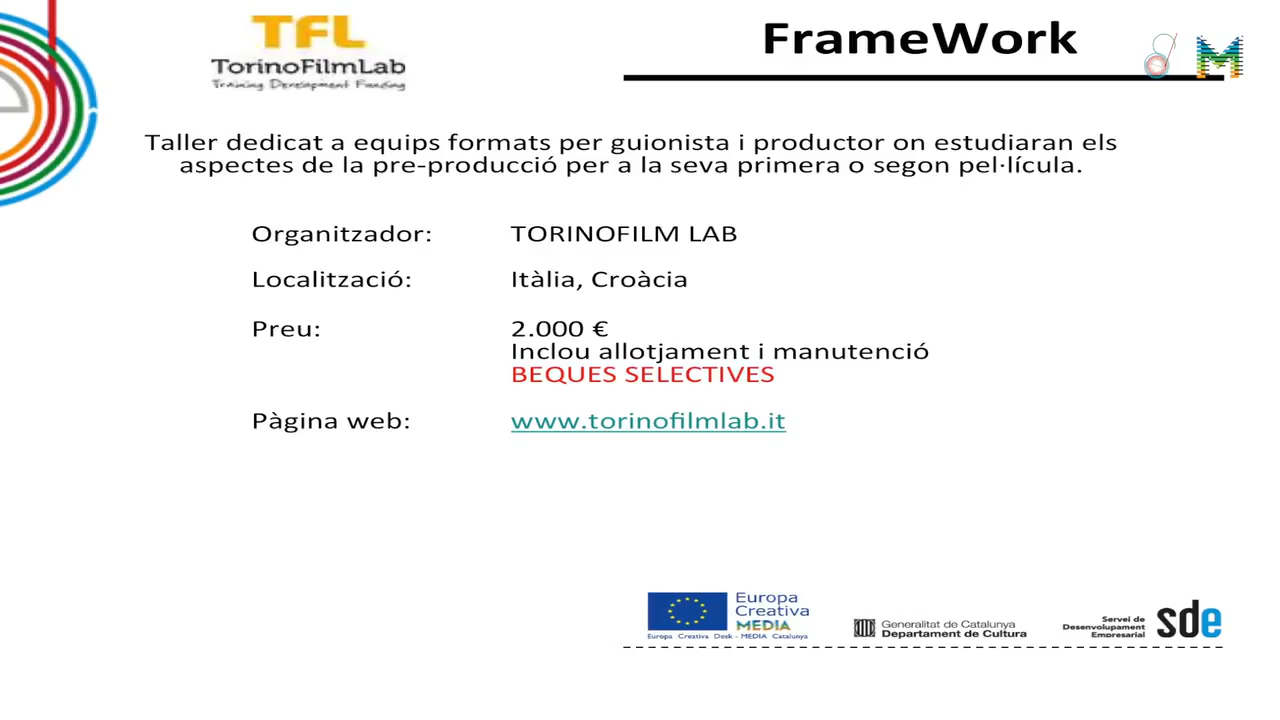 TFL
TorinoFilmLab
Training Development Funding
FrameWork
Taller dedicat a equips formats per guionista i productor on estudiaran els
aspectes de la pre-producció per a la seva primera o segon pel·lícula.
Organitzador: TORINOFILM LAB
Localització: Itàlia, Croàcia
Preu: 2.000 €
Inclou allotjament i manutenció
BEQUES SELECTIVES
Pàgina web: www.torinofilmlab.it
Europa
Creativa
MEDIA
Europa Creativa Desk - MEDIA Catalunya
Generalitat de Catalunya
Departament de Cultura
Servei de
Desenvolupament
Empresarial
sde